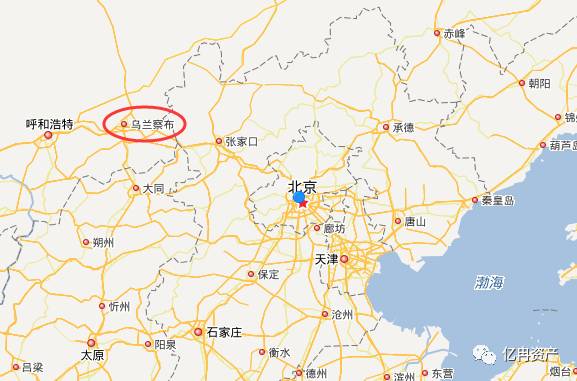 赤峰
朝阳
锦
呼和浩特
乌兰察布
张家口
承德
葫芦岛
大同
北京
秦皇岛
唐山
廊坊
朔州
天津
保定
渤海
忻州
沧州
石家庄
太原
阳泉
衡水
亿冉资产
吕梁
德州
滨州
东营
烟台